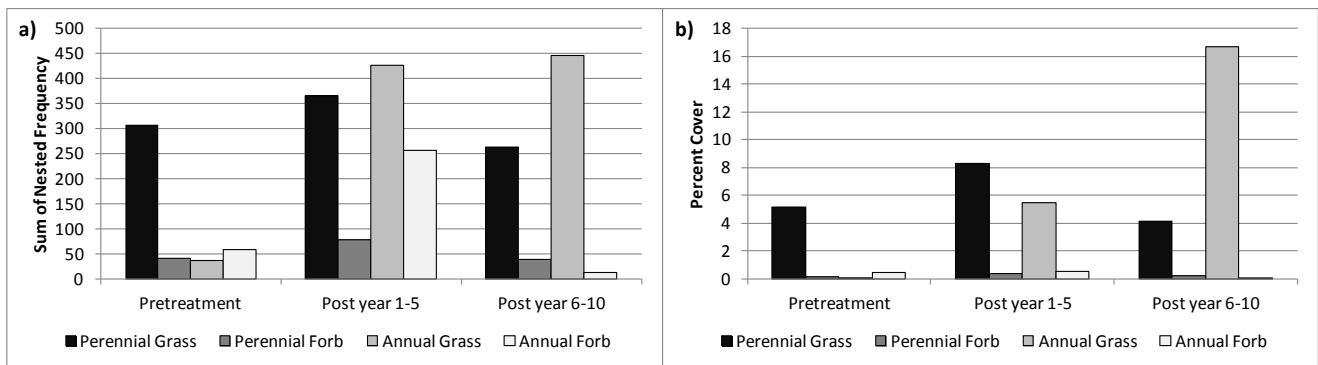 a)
Sum of Nested Frequency
500
450
400
350
300
250
200
150
100
50
0
Pretreatment Post year 1-5 Post year 6-10
Perennial Grass Perennial Forb Annual Grass Annual Forb
b)
Percent Cover
18
16
14
12
10
8
6
4
2
0
Pretreatment Post year 1-5 Post year 6-10
Perennial Grass Perennial Forb Annual Grass Annual Forb